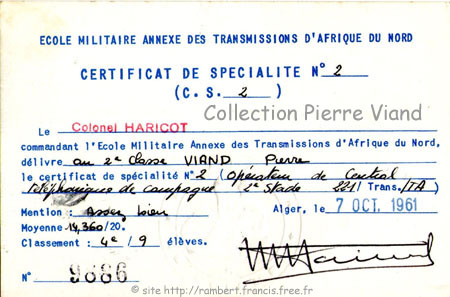 ECOLE MILITAIRE ANNEXE DES TRANSMISSIONS D'AFRIQUE DU NORD
CERTIFICAT DE SPECIALITE N° 2
(C. S. 2 )
Collection Pierre Viand
Le Colonel HARICOT
commandant l'Ecole Militaire Annexe des Transmissions d'Afrique du Nord,
délivre au 2e classe VIAND Pierre
le certificat de spécialité N° 2 (Opérateur de Central
téléphonique de campagne 2e Stade 221/ Trans./TA)
Mention : Assez bien Alger, le 7 OCT. 1961
Moyenne 14,360/20.
Classement : 4e / 9 élèves.
N° 9886
@ site http://rambert.francis.free.fr